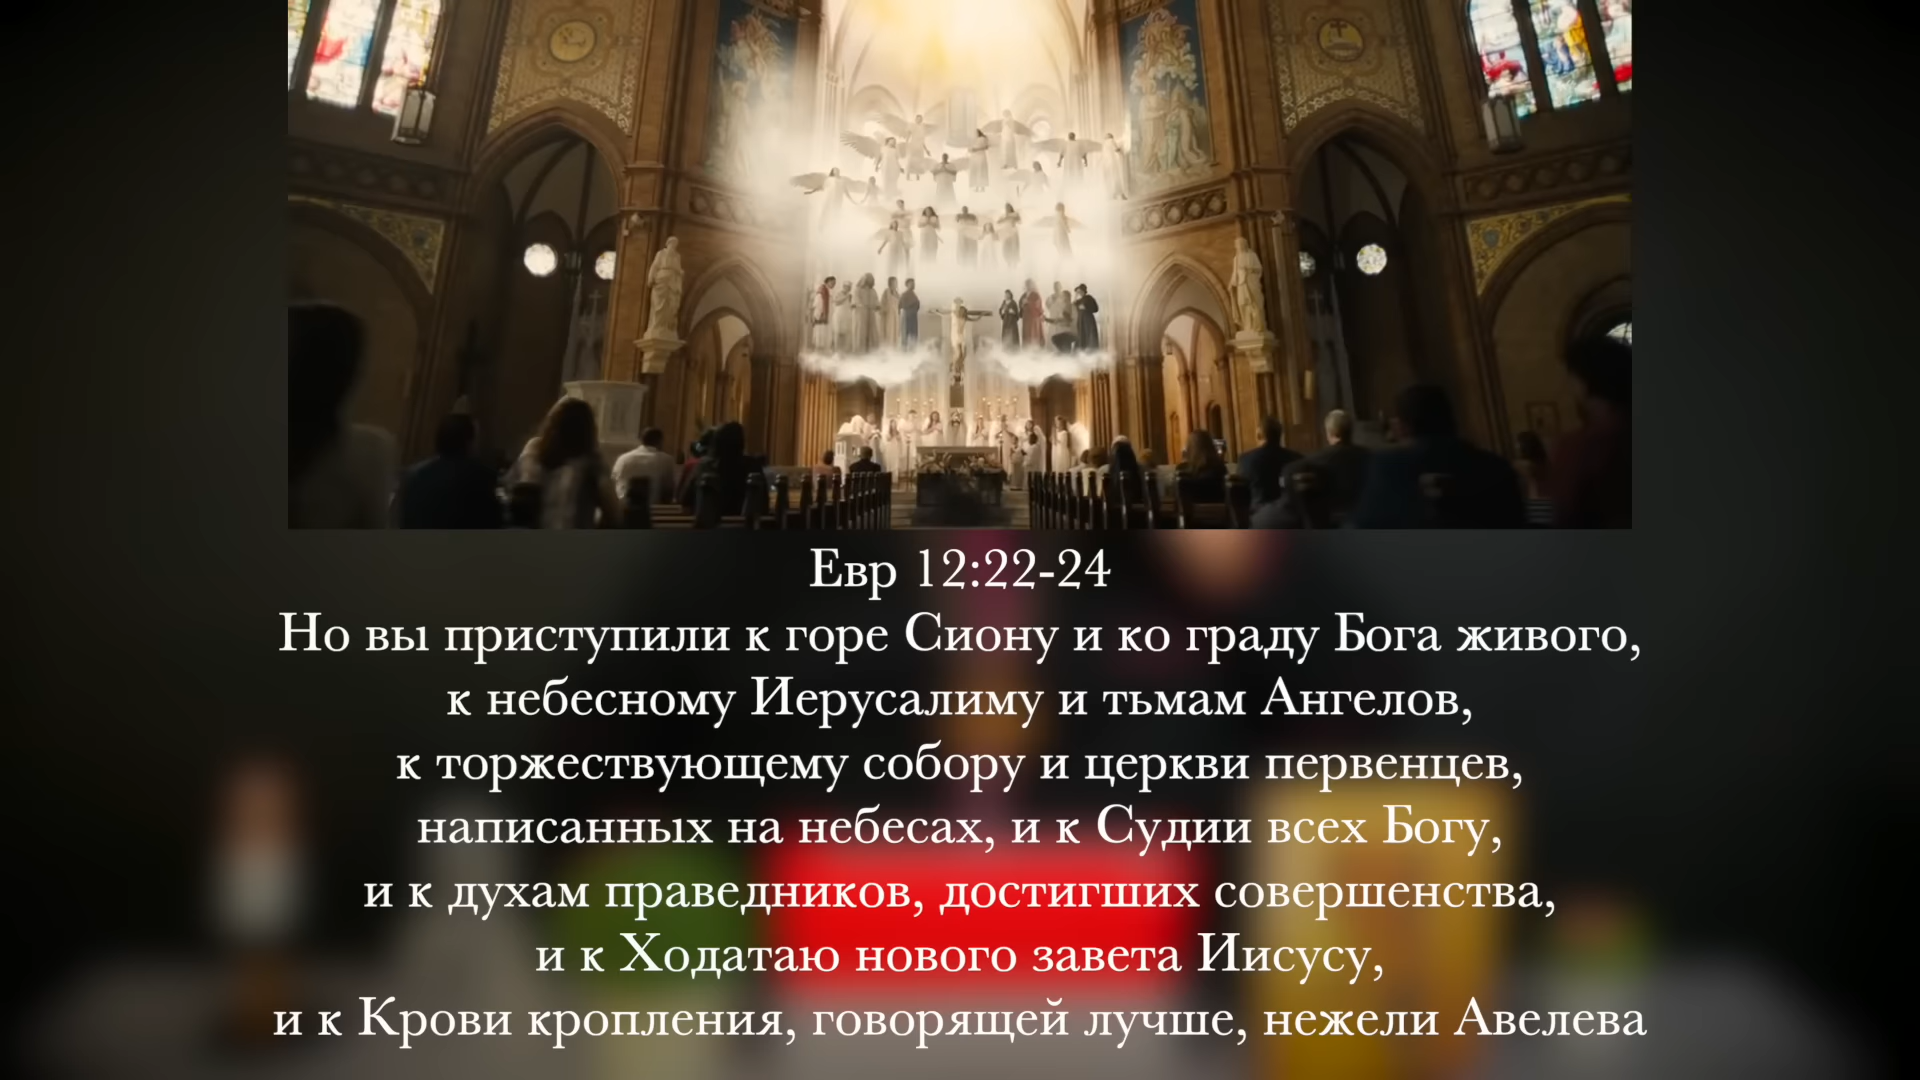 Евр 12:22-24
Но вы приступили к горе Сиону и ко граду Бога живого,
к небесному Иерусалиму и тьмам Ангелов,
к торжествующему собору и церкви первенцев,
написанных на небесах, и к Судии всех Богу,
и к духам праведников, достигших совершенства,
и к Ходатаю нового завета Иисусу,
и к Крови кропления, говорящей лучше, нежели Авелева